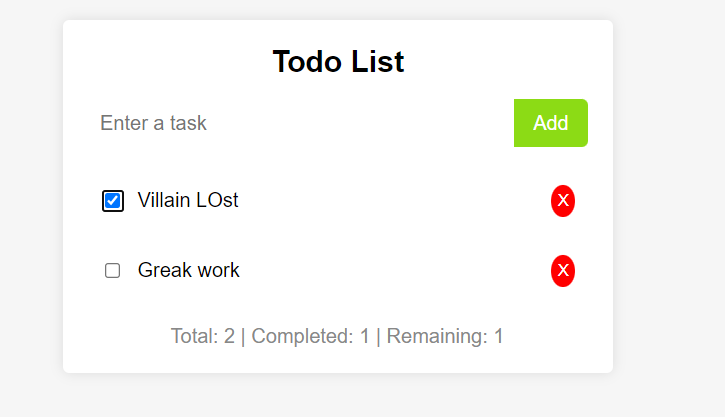 Todo List
Enter a task Add
Villain LOst X
Greak work X
Total: 2 | Completed: 1 | Remaining: 1